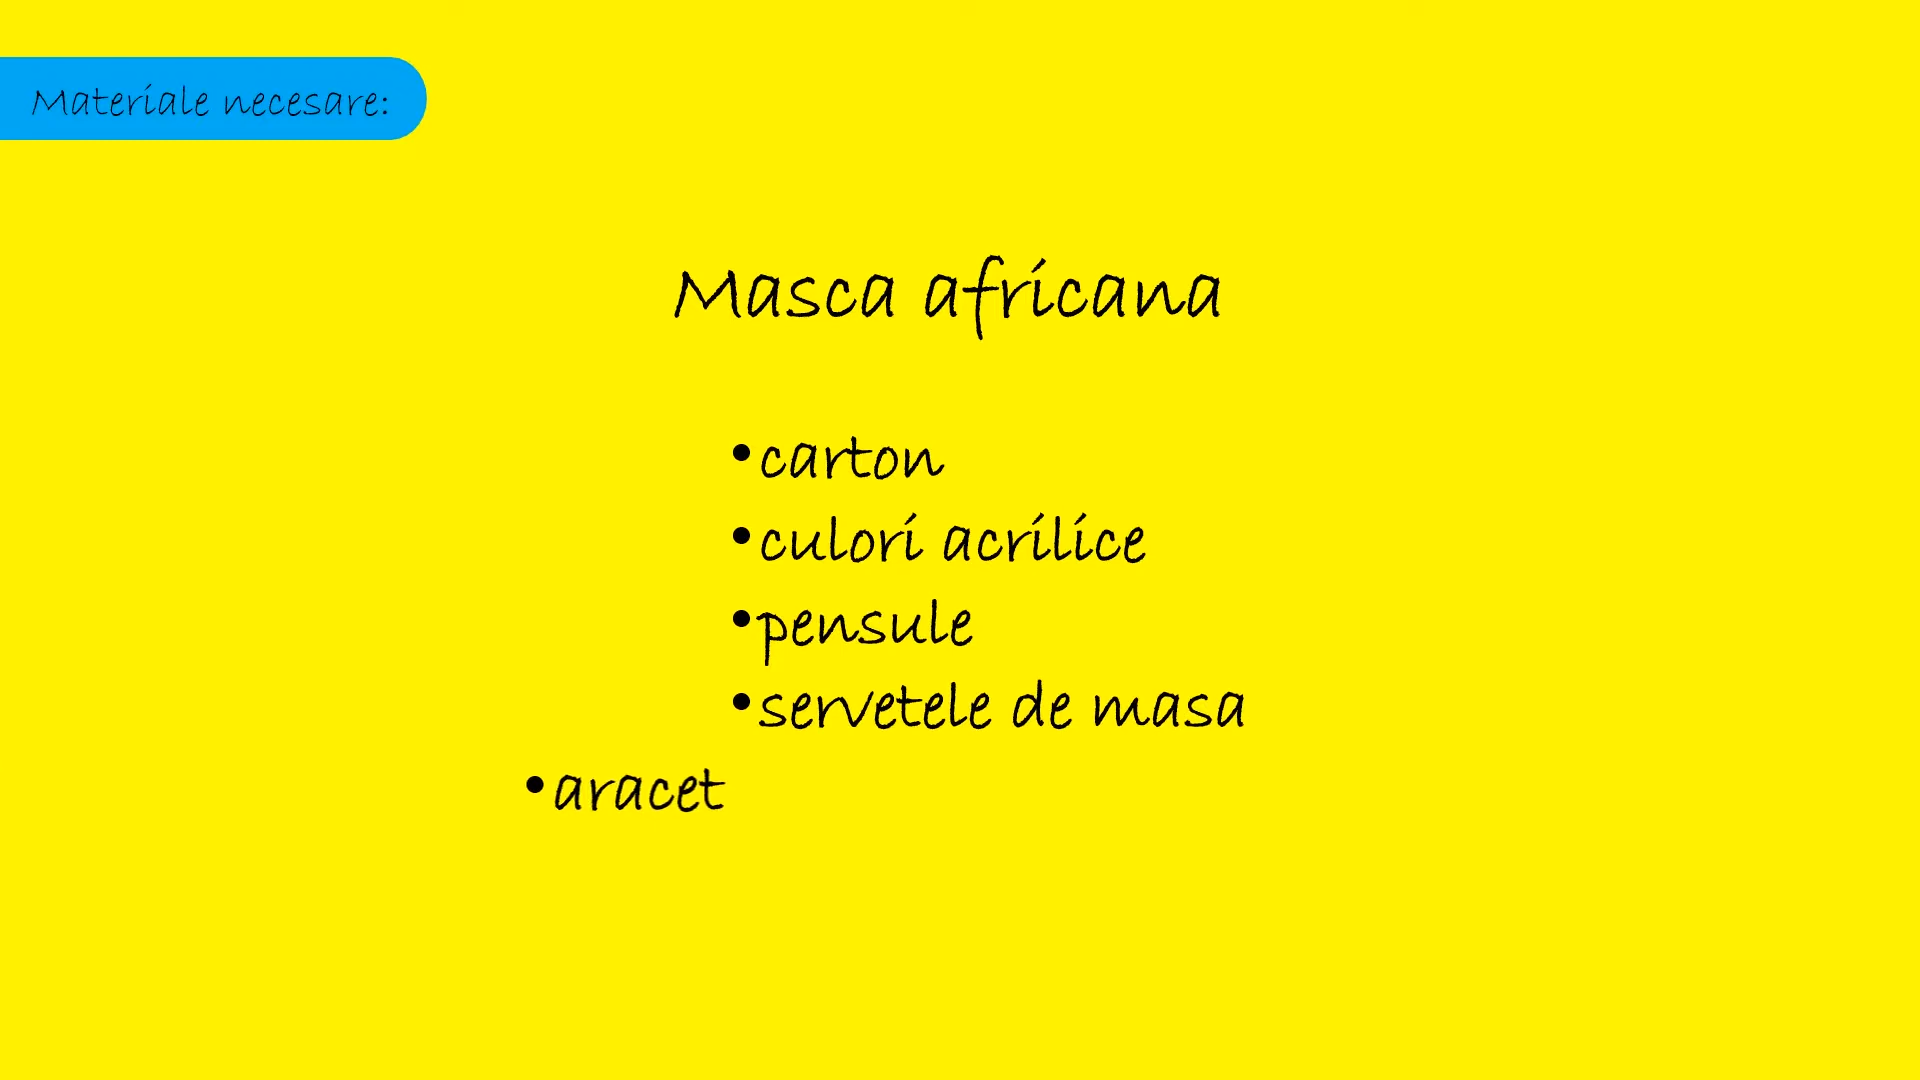 Materiale necesare:
Masca africana
•carton
•culori acrilice
•pensule
•servetele de masa
•aracet